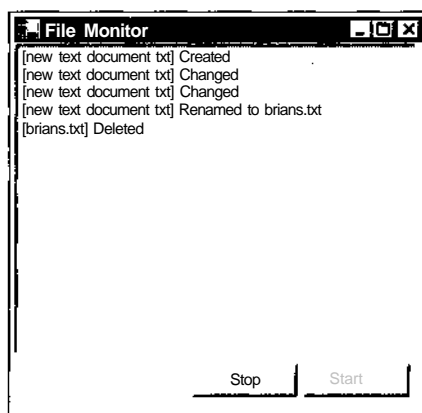 File Monitor
[new text document txt] Created
[new text document txt] Changed
[new text document txt] Changed
[new text document txt] Renamed to brians.txt
[brians.txt] Deleted
Stop Start